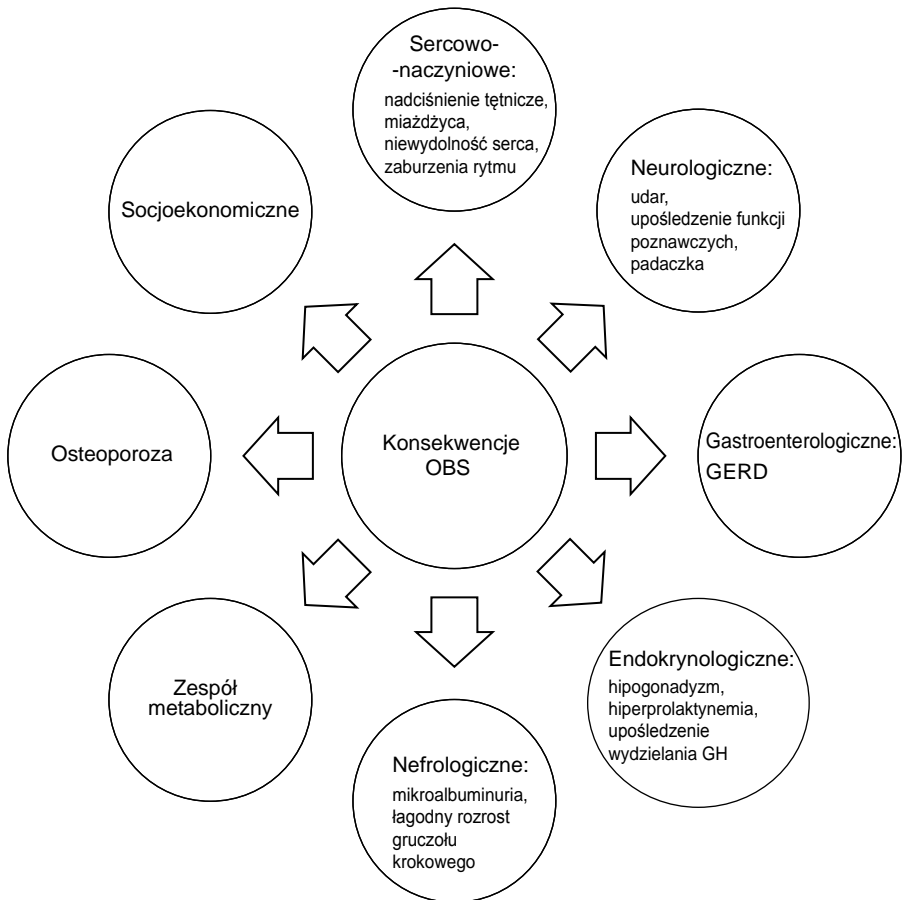 Sercowo-
-naczyniowe:
nadciśnienie tętnicze,
miażdżyca,
niewydolność serca,
zaburzenia rytmu
Neurologiczne:
udar,
upośledzenie funkcji
poznawczych,
padaczka
Socjoekonomiczne
Konsekwencje
OBS
Gastroenterologiczne:
GERD
Osteoporoza
Endokrynologiczne:
hipogonadyzm,
hiperprolaktynemia,
upośledzenie
wydzielania GH
Zespół
metaboliczny
Nefrologiczne:
mikroalbuminuria,
łagodny rozrost
gruczołu
krokowego